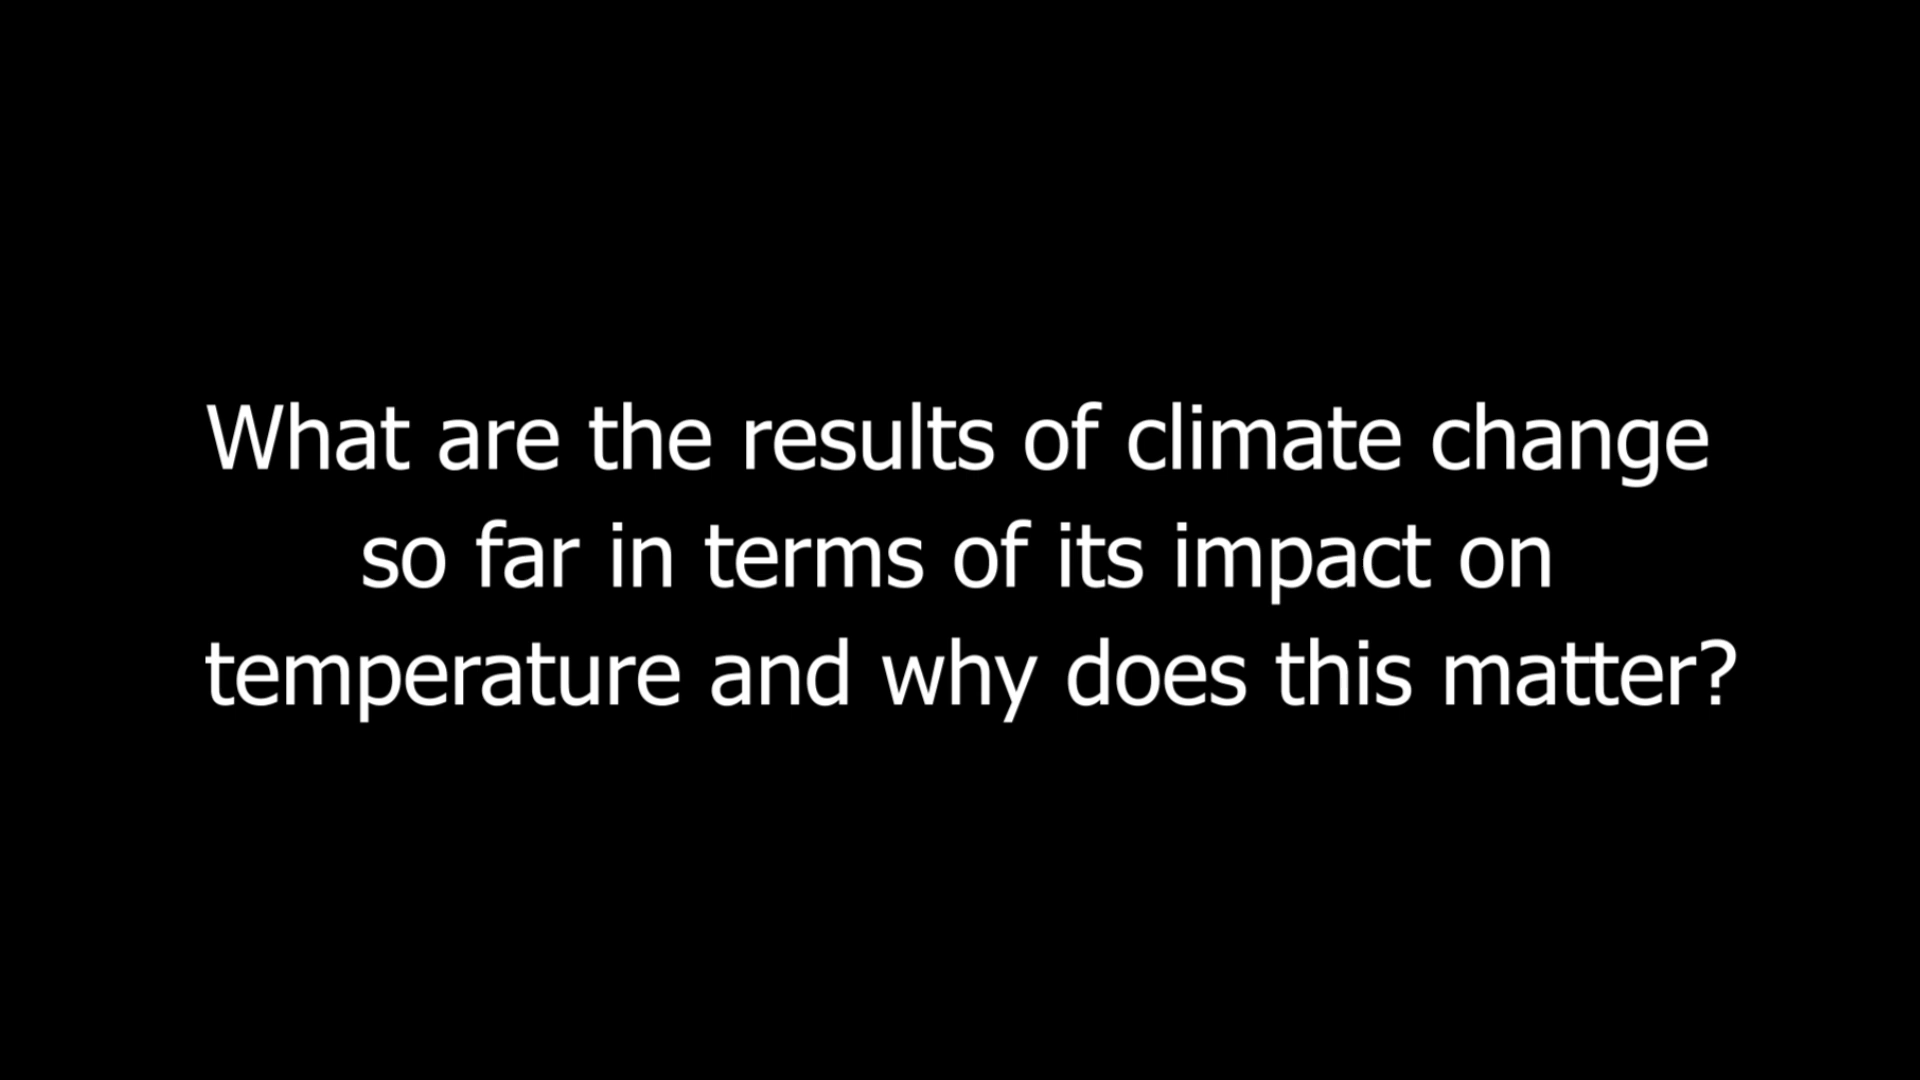 What are the results of climate change
so far in terms of its impact on
temperature and why does this matter?